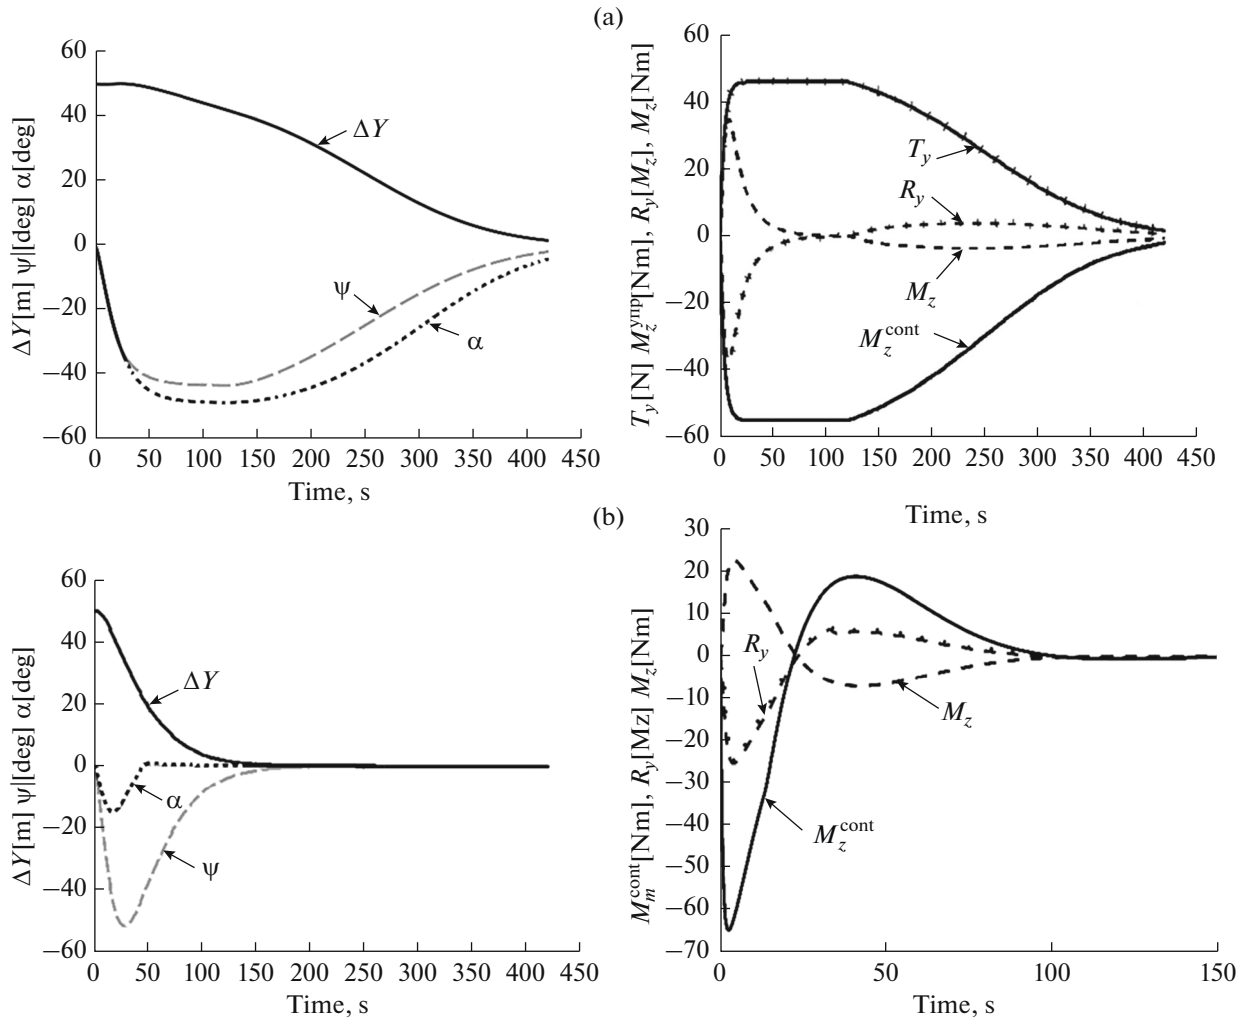 (a)
ΔY[m] ψ|[deg] α[deg]
60
40
20
0
−20
−40
−60
ΔY
ψ
α
0 50 100 150 200 250 300 350 400 450
Time, s
T_y[N] M_z^упр[Nm], R_y[M_z], M_z[Nm]
60
40
20
0
−20
−40
−60
T_y
R_y
M_z
M_z^cont
0 50 100 150 200 250 300 350 400 450
Time, s
(b)
ΔY[m] ψ|[deg] α[deg]
60
40
20
0
−20
−40
−60
ΔY
α
ψ
0 50 100 150 200 250 300 350 400 450
Time, s
M_m^cont[Nm], R_y[Mz] M_z[Nm]
30
20
10
0
−10
−20
−30
−40
−50
−60
−70
R_y
M_z
M_z^cont
0 50 100 150
Time, s